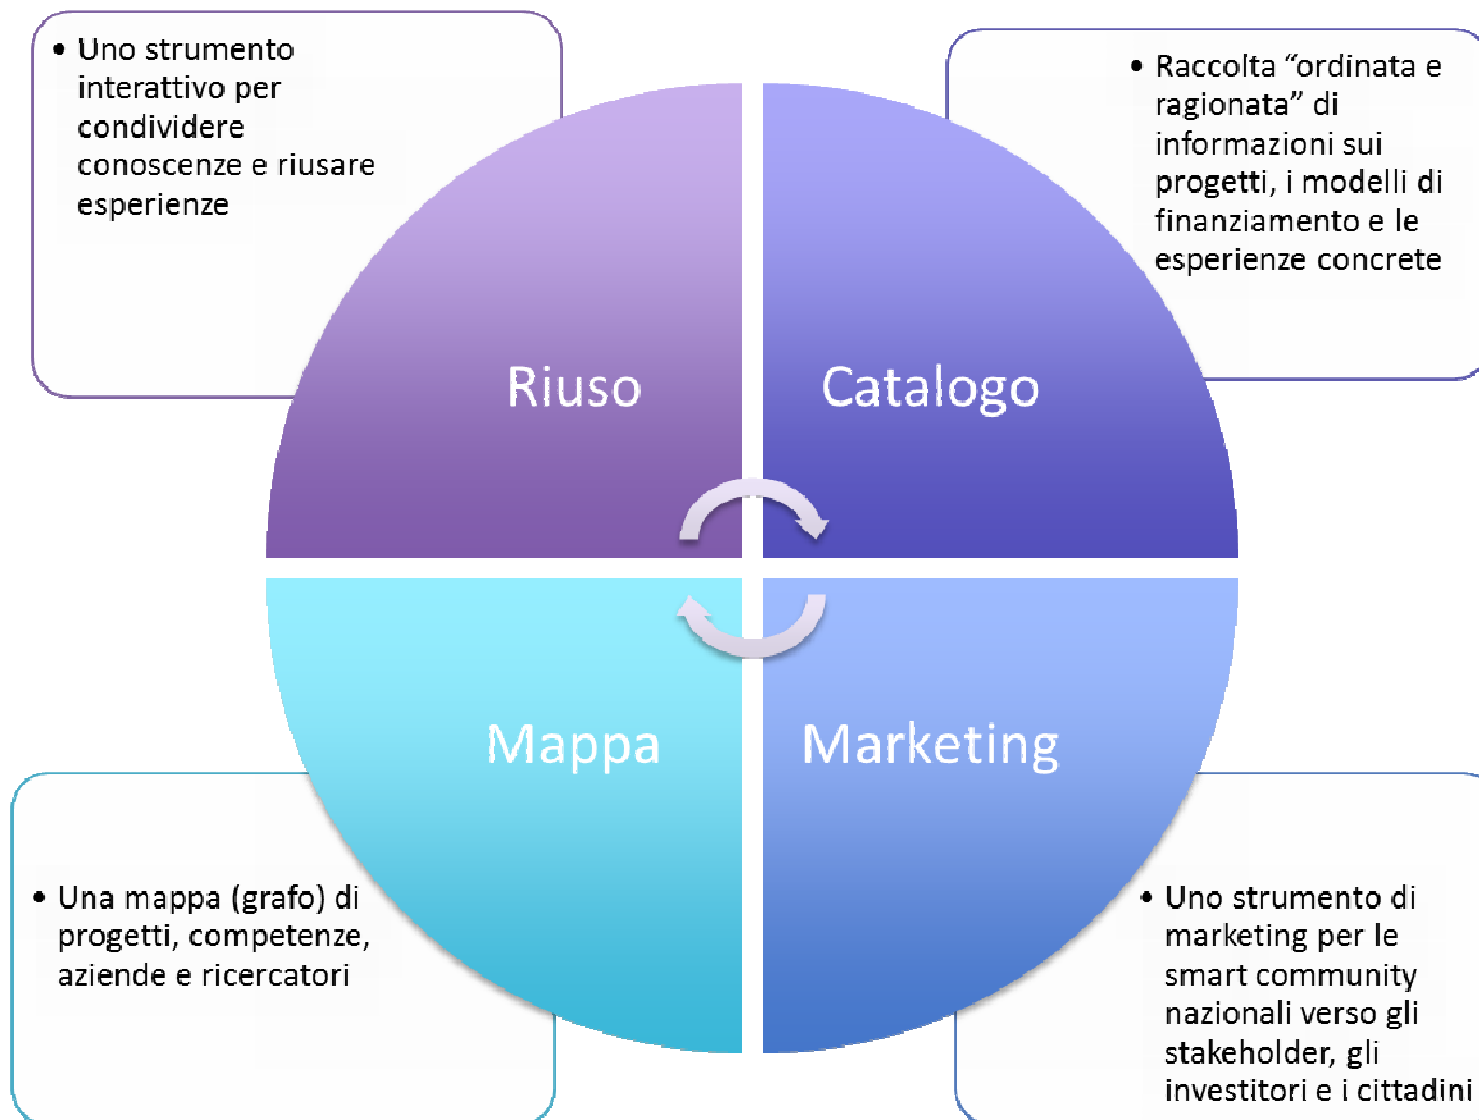 • Uno strumento
interattivo per
condividere
conoscenze e riusare
esperienze
• Raccolta “ordinata e
ragionata” di
informazioni sui
progetti, i modelli di
finanziamento e le
esperienze concrete
Riuso
Catalogo
Mappa
Marketing
• Una mappa (grafo) di
progetti, competenze,
aziende e ricercatori
• Uno strumento di
marketing per le
smart community
nazionali verso gli
stakeholder, gli
investitori e i cittadini